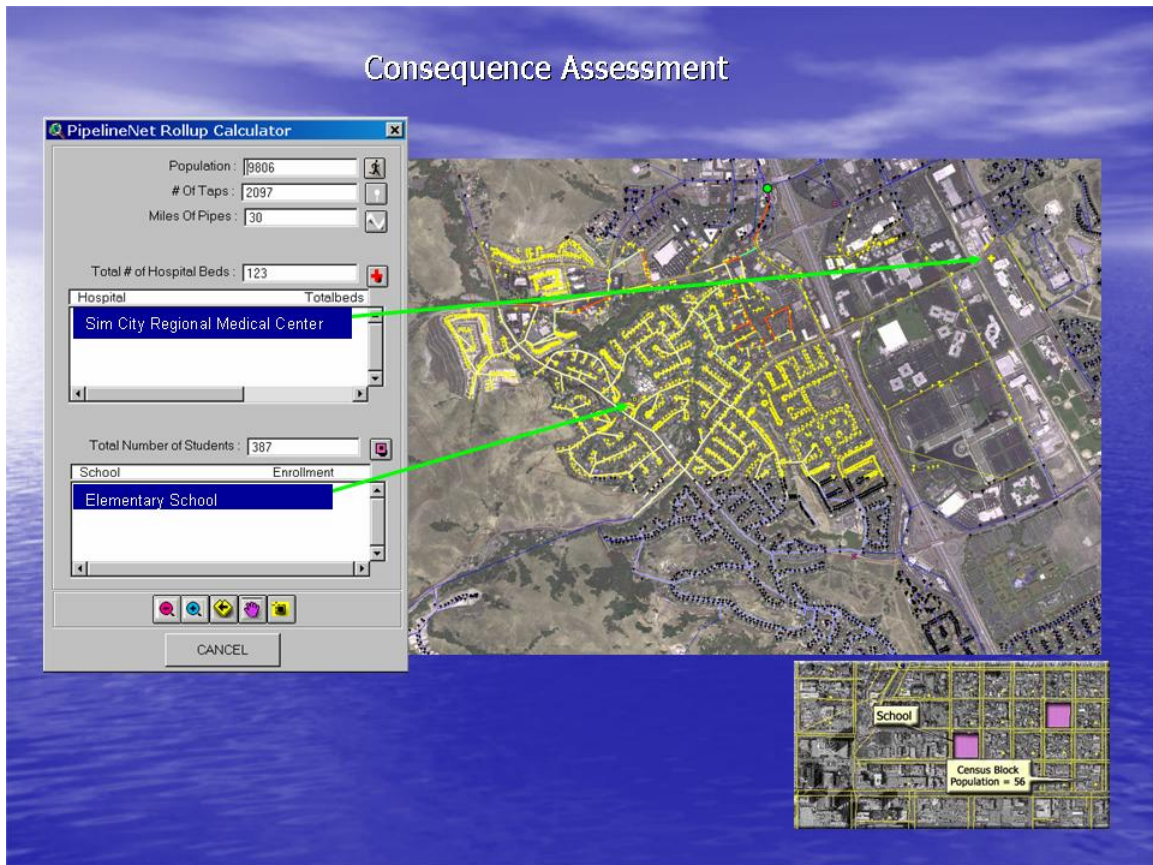 Consequence Assessment
PipelineNet Rollup Calculator
Population : 9806
# Of Taps : 2097
Miles Of Pipes : 30
Total # of Hospital Beds : 123
Hospital Totalbeds
Sim City Regional Medical Center
Total Number of Students : 387
School Enrollment
Elementary School
CANCEL
School
Census Block
Population = 56